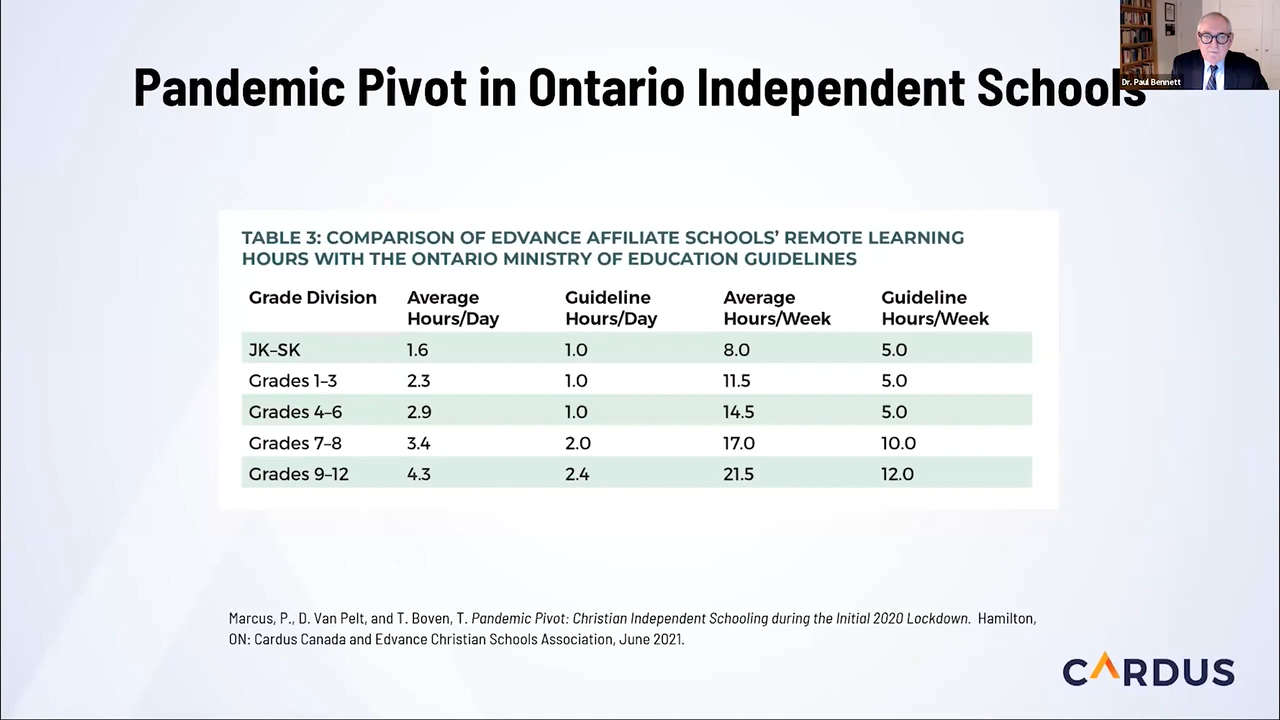 Dr. Paul Bennett
Pandemic Pivot in Ontario Independent Schools
TABLE 3: COMPARISON OF EDVANCE AFFILIATE SCHOOLS’ REMOTE LEARNING
HOURS WITH THE ONTARIO MINISTRY OF EDUCATION GUIDELINES
Grade Division Average Hours/Day Guideline Hours/Day Average Hours/Week Guideline Hours/Week
JK–SK 1.6 1.0 8.0 5.0
Grades 1–3 2.3 1.0 11.5 5.0
Grades 4–6 2.9 1.0 14.5 5.0
Grades 7–8 3.4 2.0 17.0 10.0
Grades 9–12 4.3 2.4 21.5 12.0
Marcus, P., D. Van Pelt, and T. Boven, T. Pandemic Pivot: Christian Independent Schooling during the Initial 2020 Lockdown. Hamilton,
ON: Cardus Canada and Edvance Christian Schools Association, June 2021.
CARDUS